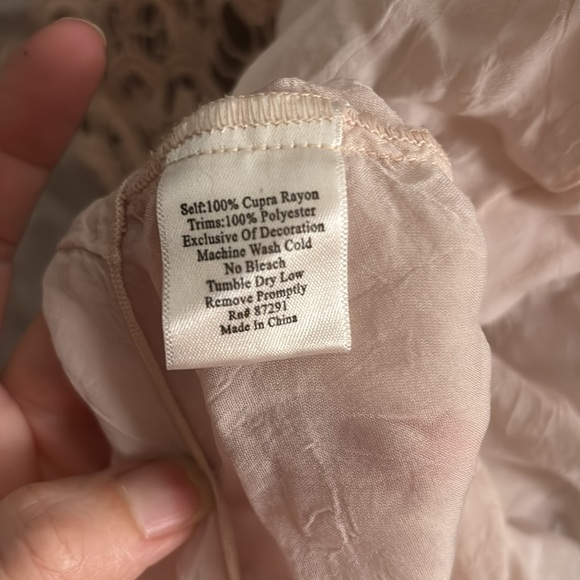 Self:100% Cupra Rayon
Trims:100% Polyester
Exclusive Of Decoration
Machine Wash Cold
No Bleach
Tumble Dry Low
Remove Promptly
Rn# 87291
Made In China